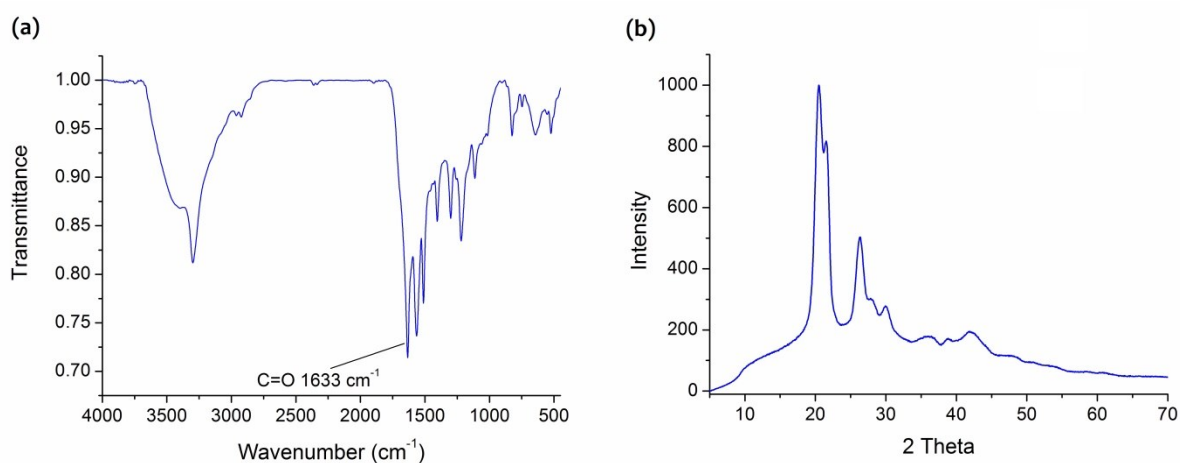 (a)
Transmittance
1.00
0.95
0.90
0.85
0.80
0.75
0.70
C=O 1633 cm⁻¹
4000 3500 3000 2500 2000 1500 1000 500
Wavenumber (cm⁻¹)
(b)
Intensity
1000
800
600
400
200
0
10 20 30 40 50 60 70
2 Theta